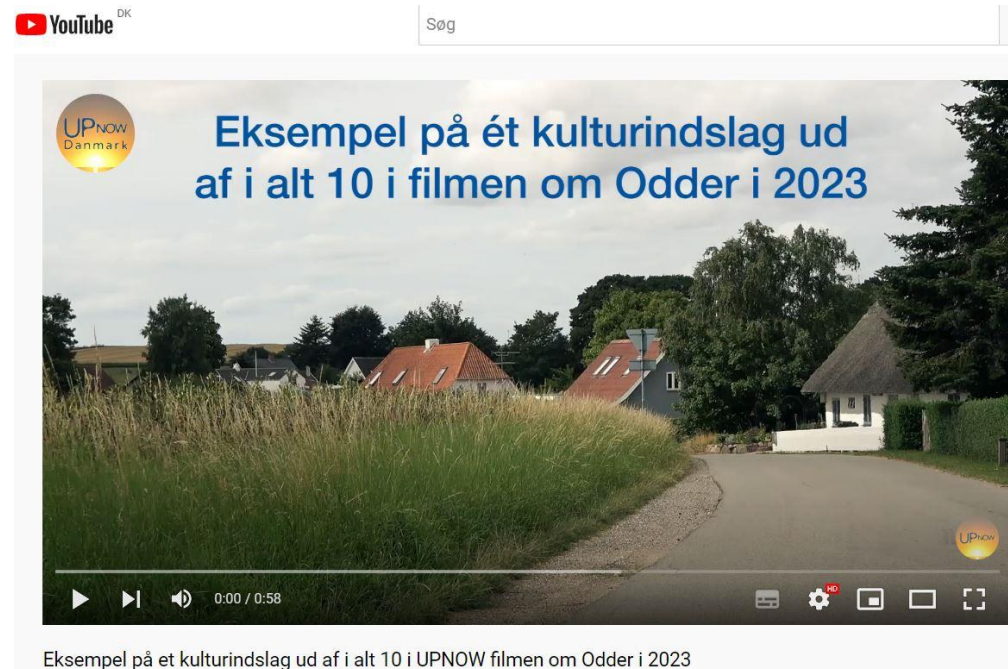 YouTube DK
Søg
UPNOW
Danmark
Eksempel på ét kulturindslag ud
af i alt 10 i filmen om Odder i 2023
UPNOW
0:00 / 0:58
HD
Eksempel på et kulturindslag ud af i alt 10 i UPNOW filmen om Odder i 2023